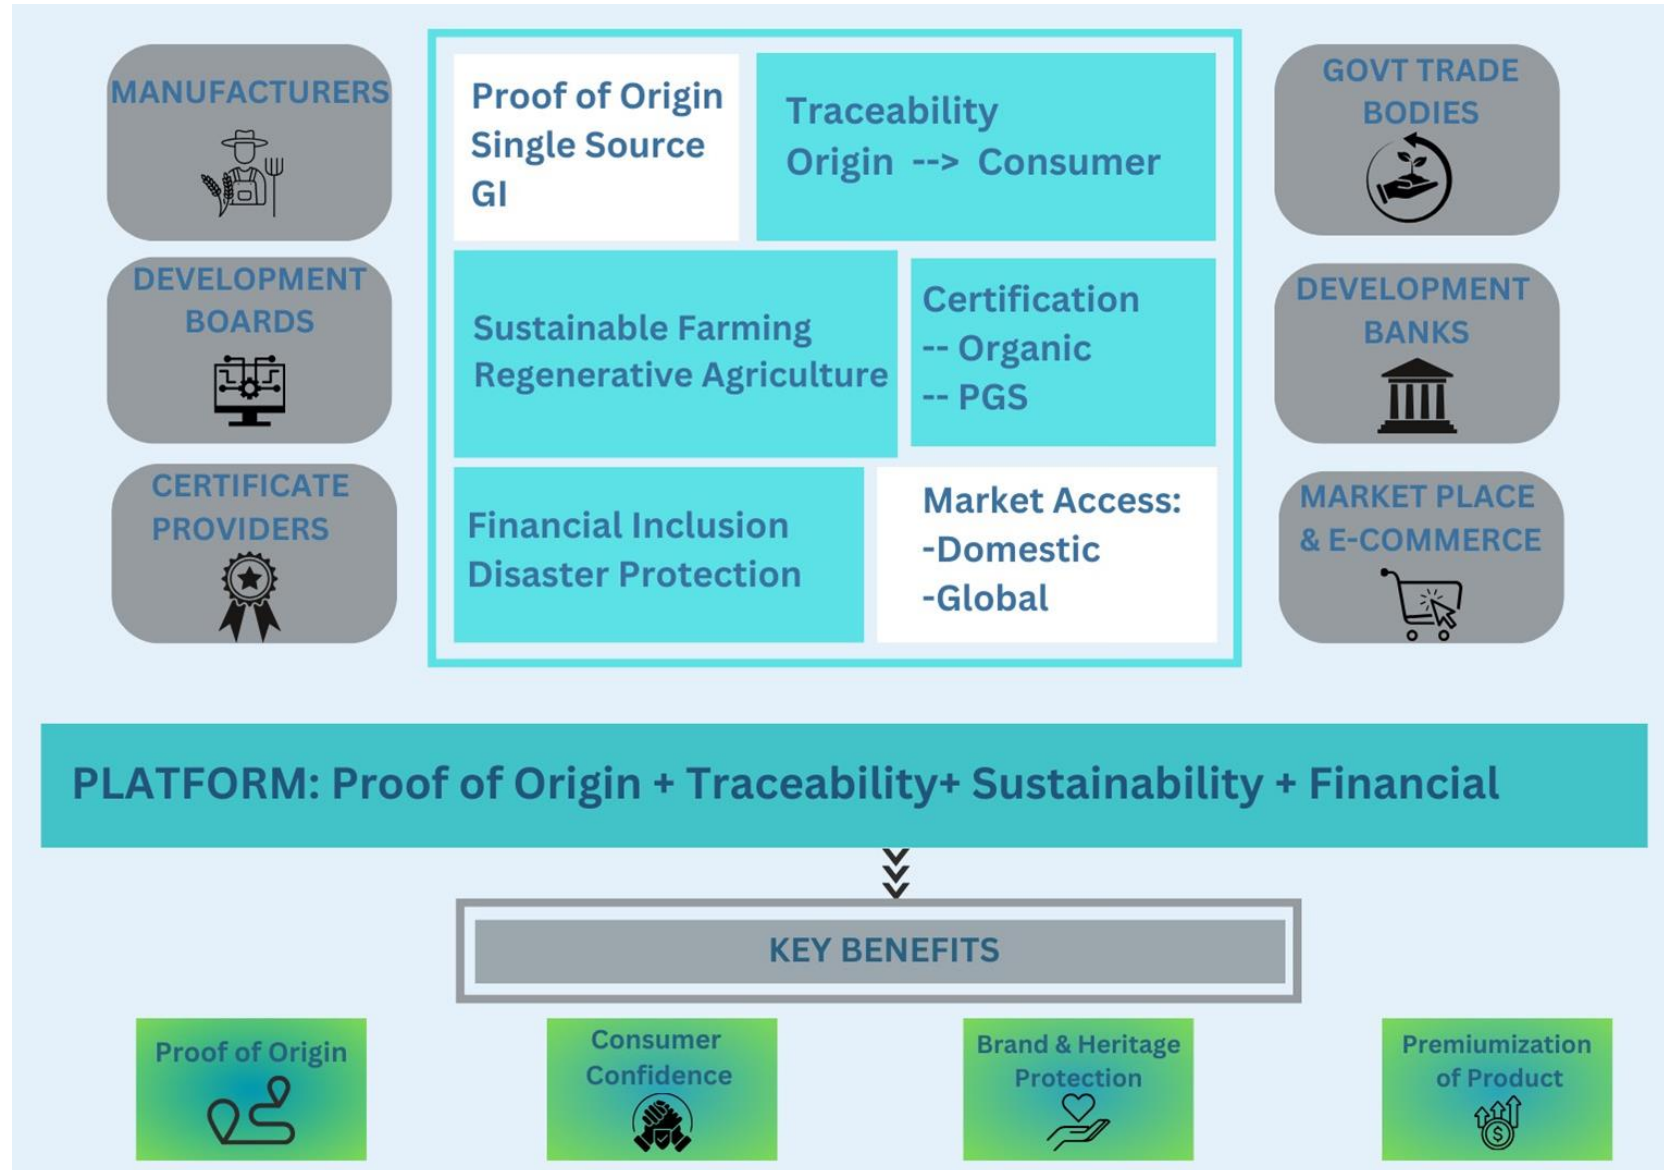 MANUFACTURERS
DEVELOPMENT
BOARDS
CERTIFICATE
PROVIDERS
Proof of Origin
Single Source
GI
Traceability
Origin --> Consumer
Sustainable Farming
Regenerative Agriculture
Certification
-- Organic
-- PGS
Financial Inclusion
Disaster Protection
Market Access:
-Domestic
-Global
GOVT TRADE
BODIES
DEVELOPMENT
BANKS
MARKET PLACE
& E-COMMERCE
PLATFORM: Proof of Origin + Traceability+ Sustainability + Financial
KEY BENEFITS
Proof of Origin
Consumer
Confidence
Brand & Heritage
Protection
Premiumization
of Product
$